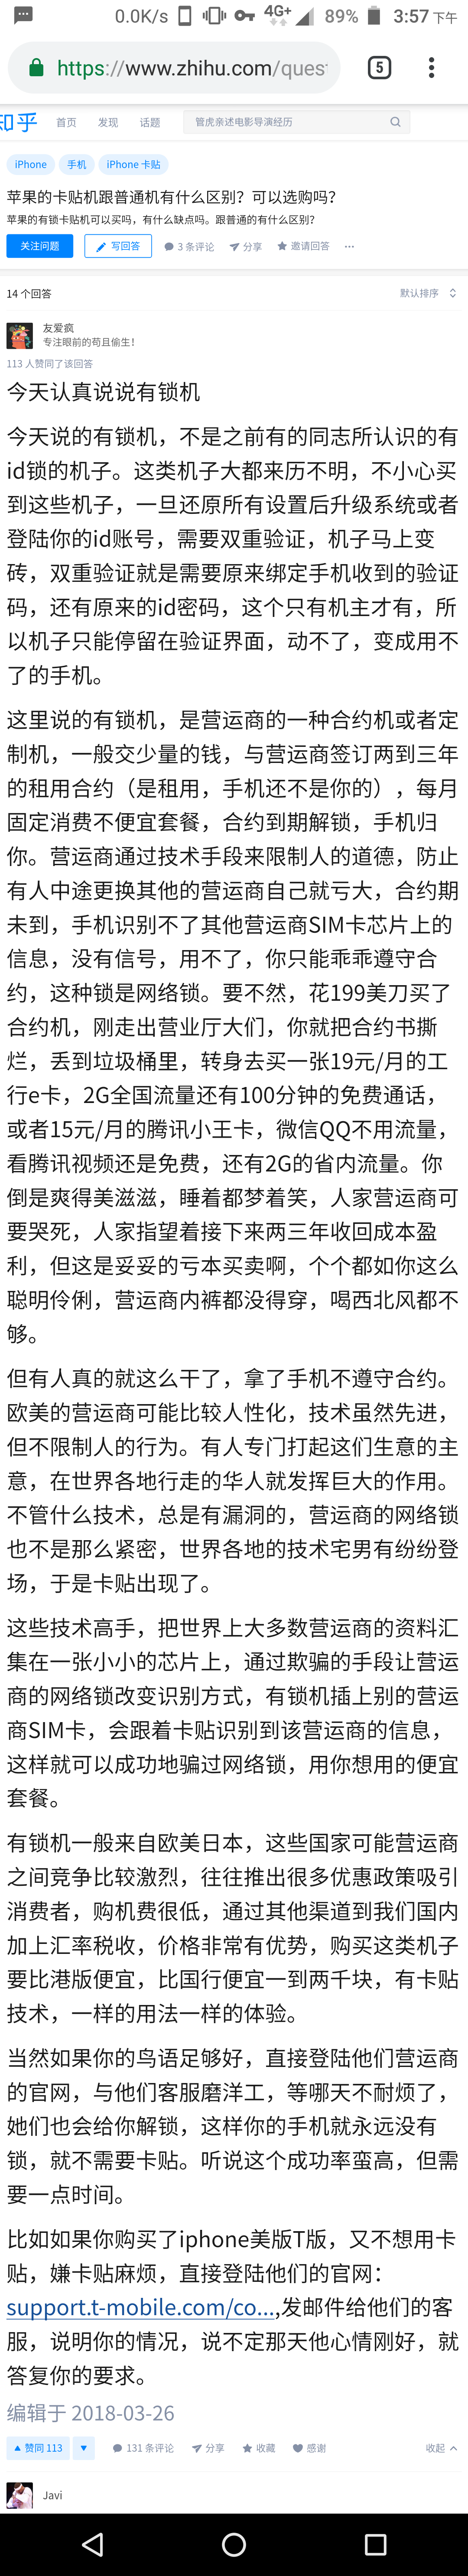 0.0K/s 4G+ 89% 3:57 下午
https://www.zhihu.com/ques
5
知乎 首页 发现 话题 管虎亲述电影导演经历
iPhone 手机 iPhone 卡贴
苹果的卡贴机跟普通机有什么区别？可以选购吗？
苹果的有锁卡贴机可以买吗，有什么缺点吗。跟普通的有什么区别？
关注问题 写回答 3 条评论 分享 邀请回答 ···
14 个回答 默认排序
友爱疯
专注眼前的苟且偷生！
113 人赞同了该回答
今天认真说说有锁机
今天说的有锁机，不是之前有的同志所认识的有
id锁的机子。这类机子大都来历不明，不小心买
到这些机子，一旦还原所有设置后升级系统或者
登陆你的id账号，需要双重验证，机子马上变
砖，双重验证就是需要原来绑定手机收到的验证
码，还有原来的id密码，这个只有机主才有，所
以机子只能停留在验证界面，动不了，变成用不
了的手机。
这里说的有锁机，是营运商的一种合约机或者定
制机，一般交少量的钱，与营运商签订两到三年
的租用合约（是租用，手机还不是你的），每月
固定消费不便宜套餐，合约到期解锁，手机归
你。营运商通过技术手段来限制人的道德，防止
有人中途更换其他的营运商自己就亏大，合约期
未到，手机识别不了其他营运商SIM卡芯片上的
信息，没有信号，用不了，你只能乖乖遵守合
约，这种锁是网络锁。要不然，花199美刀买了
合约机，刚走出营业厅大们，你就把合约书撕
烂，丢到垃圾桶里，转身去买一张19元/月的工
行e卡，2G全国流量还有100分钟的免费通话，
或者15元/月的腾讯小王卡，微信QQ不用流量，
看腾讯视频还是免费，还有2G的省内流量。你
倒是爽得美滋滋，睡着都梦着笑，人家营运商可
要哭死，人家指望着接下来两三年收回成本盈
利，但这是妥妥的亏本买卖啊，个个都如你这么
聪明伶俐，营运商内裤都没得穿，喝西北风都不
够。
但有人真的就这么干了，拿了手机不遵守合约。
欧美的营运商可能比较人性化，技术虽然先进，
但不限制人的行为。有人专门打起这们生意的主
意，在世界各地行走的华人就发挥巨大的作用。
不管什么技术，总是有漏洞的，营运商的网络锁
也不是那么紧密，世界各地的技术宅男有纷纷登
场，于是卡贴出现了。
这些技术高手，把世界上大多数营运商的资料汇
集在一张小小的芯片上，通过欺骗的手段让营运
商的网络锁改变识别方式，有锁机插上别的营运
商SIM卡，会跟着卡贴识别到该营运商的信息，
这样就可以成功地骗过网络锁，用你想用的便宜
套餐。
有锁机一般来自欧美日本，这些国家可能营运商
之间竞争比较激烈，往往推出很多优惠政策吸引
消费者，购机费很低，通过其他渠道到我们国内
加上汇率税收，价格非常有优势，购买这类机子
要比港版便宜，比国行便宜一到两千块，有卡贴
技术，一样的用法一样的体验。
当然如果你的鸟语足够好，直接登陆他们营运商
的官网，与他们客服磨洋工，等哪天不耐烦了，
她们也会给你解锁，这样你的手机就永远没有
锁，就不需要卡贴。听说这个成功率蛮高，但需
要一点时间。
比如如果你购买了iphone美版T版，又不想用卡
贴，嫌卡贴麻烦，直接登陆他们的官网：
support.t-mobile.com/co...,发邮件给他们的客
服，说明你的情况，说不定那天他心情刚好，就
答复你的要求。
编辑于 2018-03-26
赞同 113 131 条评论 分享 收藏 感谢 收起
Javi